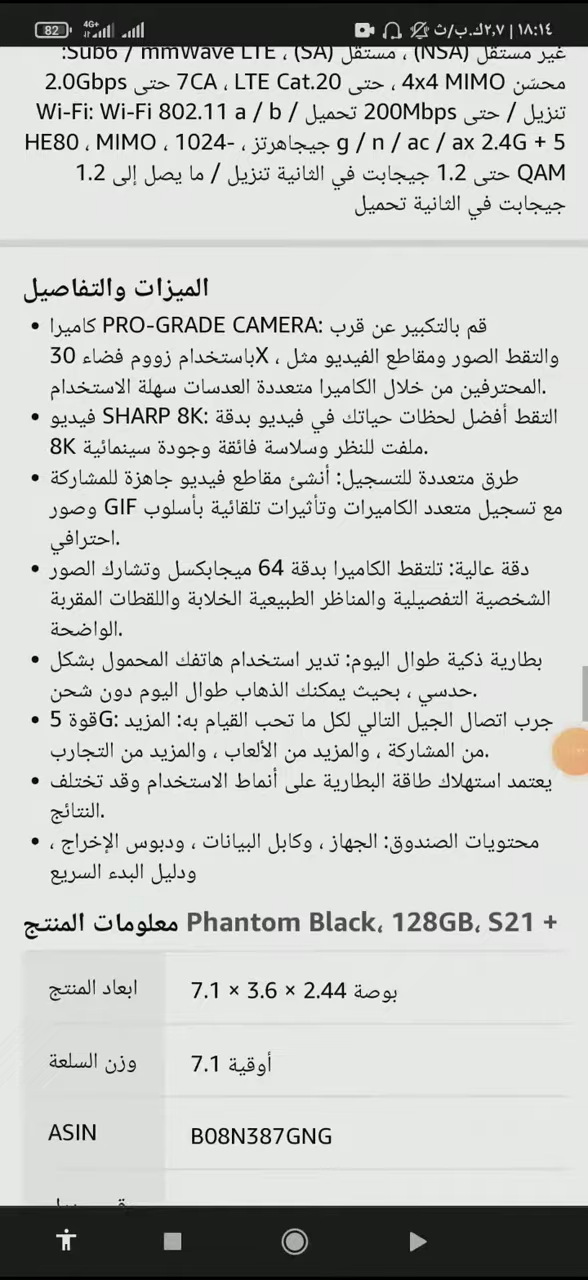 82 4G+ ١٨:١٤ | ٢,٧ك.ب/ث
غير مستقل (NSA) ، مستقل (SA) ، Sub6 / mmWave LTE:
محسّن 4x4 MIMO ، حتى 7CA ، LTE Cat.20 حتى 2.0Gbps
تنزيل / حتى 200Mbps تحميل Wi-Fi: Wi-Fi 802.11 a / b /
g / n / ac / ax 2.4G + 5 جيجاهرتز ، HE80 ، MIMO ، 1024-
QAM حتى 1.2 جيجابت في الثانية تنزيل / ما يصل إلى 1.2
جيجابت في الثانية تحميل
الميزات والتفاصيل
• كاميرا PRO-GRADE CAMERA: قم بالتكبير عن قرب
والتقط الصور ومقاطع الفيديو مثل ، Xباستخدام زووم فضاء 30
المحترفين من خلال الكاميرا متعددة العدسات سهلة الاستخدام.
• فيديو SHARP 8K: التقط أفضل لحظات حياتك في فيديو بدقة
8K ملفت للنظر وسلاسة فائقة وجودة سينمائية.
• طرق متعددة للتسجيل: أنشئ مقاطع فيديو جاهزة للمشاركة
مع تسجيل متعدد الكاميرات وتأثيرات تلقائية بأسلوب GIF وصور
احترافي.
• دقة عالية: تلتقط الكاميرا بدقة 64 ميجابكسل وتشارك الصور
الشخصية التفصيلية والمناظر الطبيعية الخلابة واللقطات المقربة
الواضحة.
• بطارية ذكية طوال اليوم: تدير استخدام هاتفك المحمول بشكل
حدسي ، بحيث يمكنك الذهاب طوال اليوم دون شحن.
• قوة 5G: جرب اتصال الجيل التالي لكل ما تحب القيام به: المزيد
من المشاركة ، والمزيد من الألعاب ، والمزيد من التجارب.
• يعتمد استهلاك طاقة البطارية على أنماط الاستخدام وقد تختلف
النتائج.
• محتويات الصندوق: الجهاز ، وكابل البيانات ، ودبوس الإخراج ،
ودليل البدء السريع
معلومات المنتج Phantom Black، 128GB، S21 +
ابعاد المنتج 7.1 × 3.6 × 2.44 بوصة
وزن السلعة 7.1 أوقية
ASIN B08N387GNG